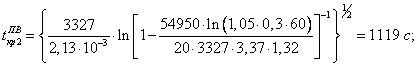 t_{кр2}^{ПВ} = { 3327 / 2,13·10^{-3} · ln [ 1 − 54950·ln(1,05·0,3·60) / 20·3327·3,37·1,32 ]^{-1} }^{1/2} = 1119 с;